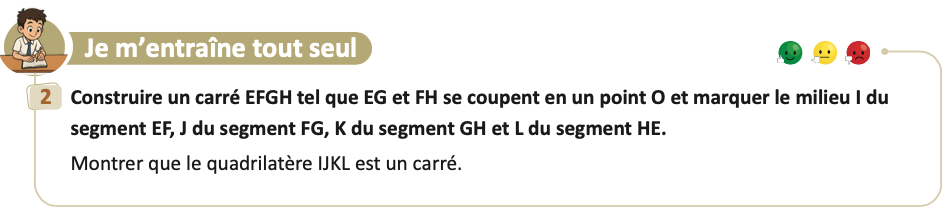 Je m’entraîne tout seul
2 Construire un carré EFGH tel que EG et FH se coupent en un point O et marquer le milieu I du
segment EF, J du segment FG, K du segment GH et L du segment HE.
Montrer que le quadrilatère IJKL est un carré.